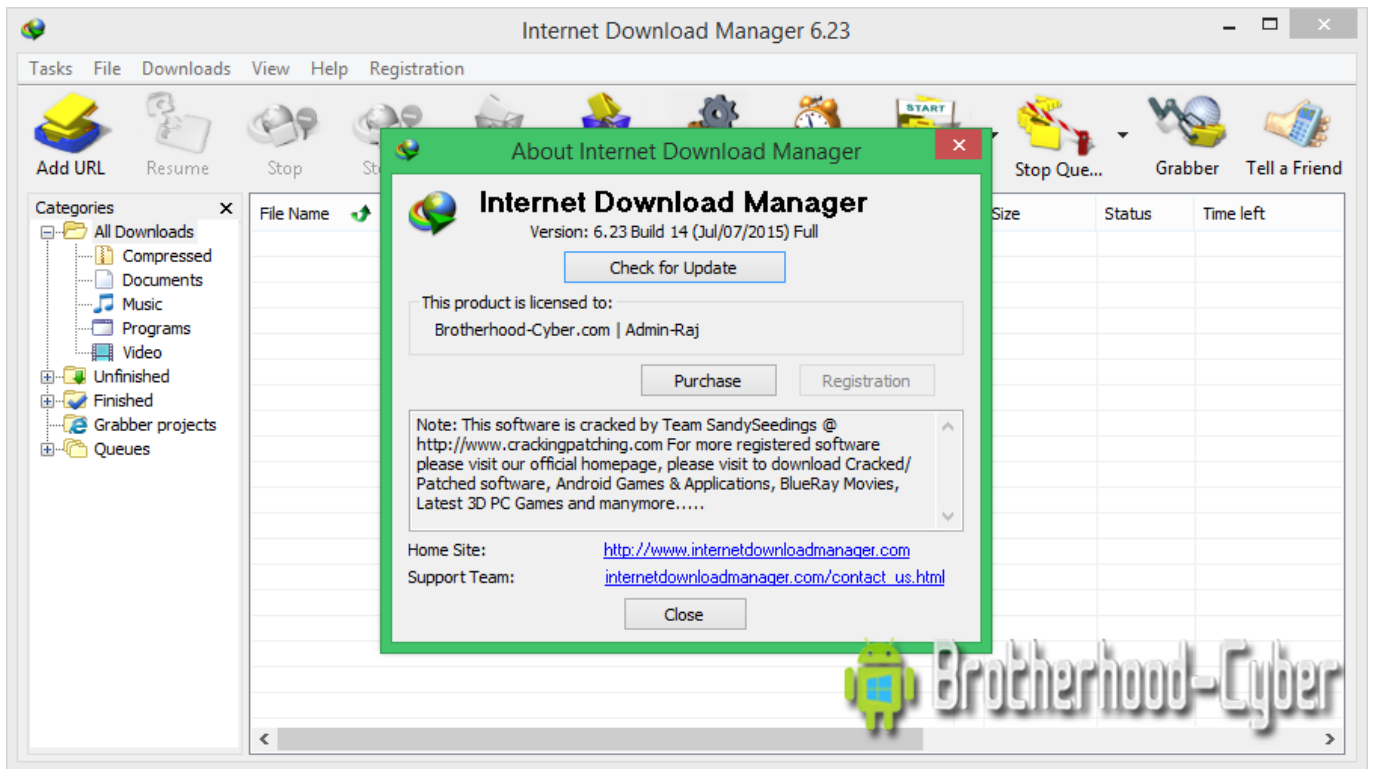 Internet Download Manager 6.23
Tasks File Downloads View Help Registration
START
Add URL Resume Stop Stop Que... Grabber Tell a Friend
About Internet Download Manager
Categories
File Name Size Status Time left
All Downloads
Compressed
Documents
Music
Programs
Video
Unfinished
Finished
Grabber projects
Queues
Internet Download Manager
Version: 6.23 Build 14 (Jul/07/2015) Full
Check for Update
This product is licensed to:
Brotherhood-Cyber.com | Admin-Raj
Purchase Registration
Note: This software is cracked by Team SandySeedings @
http://www.crackingpatching.com For more registered software
please visit our official homepage, please visit to download Cracked/
Patched software, Android Games & Applications, BlueRay Movies,
Latest 3D PC Games and manymore.....
Home Site: http://www.internetdownloadmanager.com
Support Team: internetdownloadmanager.com/contact_us.html
Close
Brotherhood-Cyber